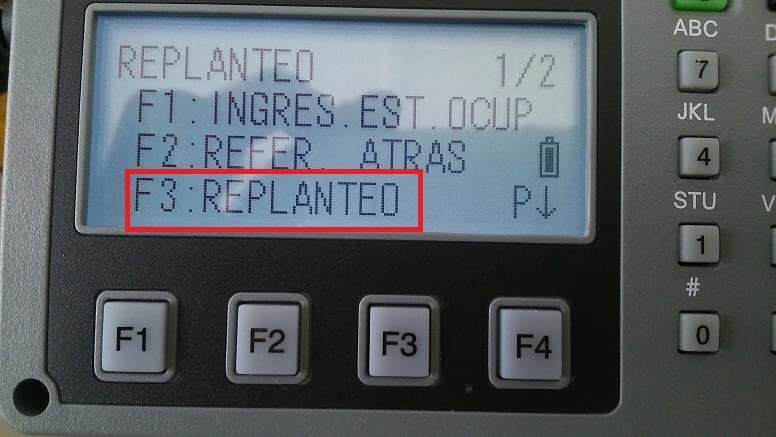 REPLANTEO 1/2
F1: INGRES.EST.OCUP
F2:REFER. ATRAS
F3:REPLANTEO P↓
F1 F2 F3 F4
ABC
7
JKL
4
STU
1
#
0